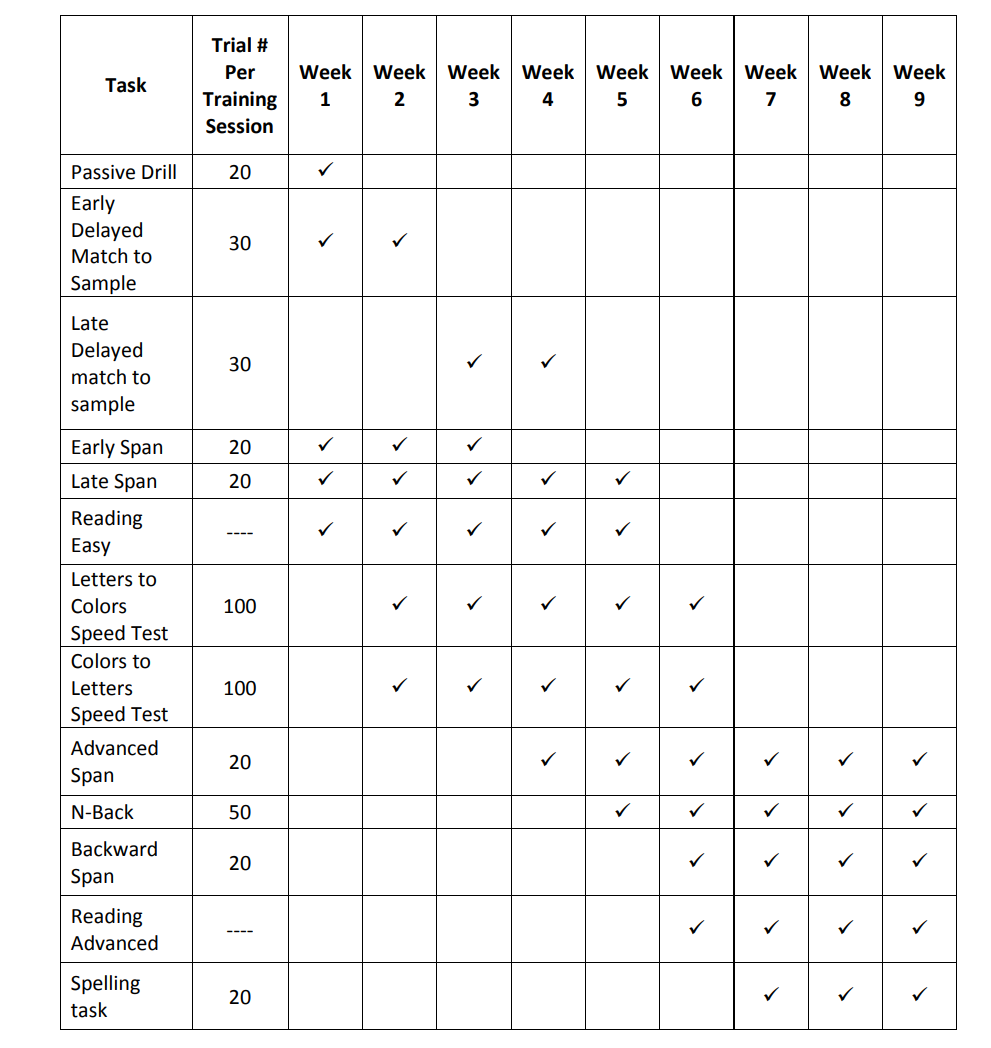 Task Trial # Per Training Session Week 1 Week 2 Week 3 Week 4 Week 5 Week 6 Week 7 Week 8 Week 9
Passive Drill 20 ✓
Early Delayed Match to Sample 30 ✓ ✓
Late Delayed match to sample 30 ✓ ✓
Early Span 20 ✓ ✓ ✓
Late Span 20 ✓ ✓ ✓ ✓ ✓
Reading Easy ---- ✓ ✓ ✓ ✓ ✓
Letters to Colors Speed Test 100 ✓ ✓ ✓ ✓ ✓
Colors to Letters Speed Test 100 ✓ ✓ ✓ ✓ ✓
Advanced Span 20 ✓ ✓ ✓ ✓ ✓ ✓
N-Back 50 ✓ ✓ ✓ ✓ ✓
Backward Span 20 ✓ ✓ ✓ ✓
Reading Advanced ---- ✓ ✓ ✓ ✓
Spelling task 20 ✓ ✓ ✓